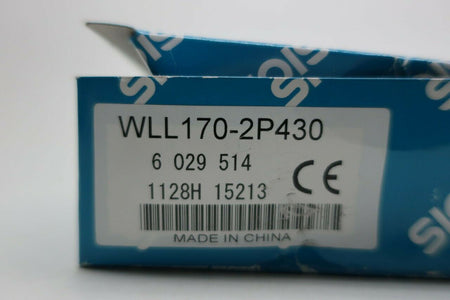 WLL170-2P430
6 029 514
CE
1128H 15213
MADE IN CHINA